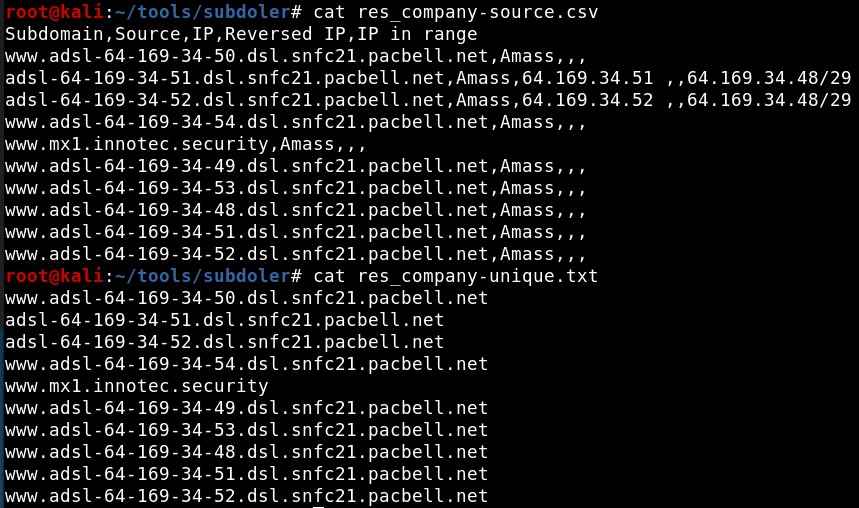 root@kali:~/tools/subdoler# cat res_company-source.csv
Subdomain,Source,IP,Reversed IP,IP in range
www.adsl-64-169-34-50.dsl.snfc21.pacbell.net,Amass,,,
adsl-64-169-34-51.dsl.snfc21.pacbell.net,Amass,64.169.34.51 ,,64.169.34.48/29
adsl-64-169-34-52.dsl.snfc21.pacbell.net,Amass,64.169.34.52 ,,64.169.34.48/29
www.adsl-64-169-34-54.dsl.snfc21.pacbell.net,Amass,,,
www.mx1.innotec.security,Amass,,,
www.adsl-64-169-34-49.dsl.snfc21.pacbell.net,Amass,,,
www.adsl-64-169-34-53.dsl.snfc21.pacbell.net,Amass,,,
www.adsl-64-169-34-48.dsl.snfc21.pacbell.net,Amass,,,
www.adsl-64-169-34-51.dsl.snfc21.pacbell.net,Amass,,,
www.adsl-64-169-34-52.dsl.snfc21.pacbell.net,Amass,,,
root@kali:~/tools/subdoler# cat res_company-unique.txt
www.adsl-64-169-34-50.dsl.snfc21.pacbell.net
adsl-64-169-34-51.dsl.snfc21.pacbell.net
adsl-64-169-34-52.dsl.snfc21.pacbell.net
www.adsl-64-169-34-54.dsl.snfc21.pacbell.net
www.mx1.innotec.security
www.adsl-64-169-34-49.dsl.snfc21.pacbell.net
www.adsl-64-169-34-53.dsl.snfc21.pacbell.net
www.adsl-64-169-34-48.dsl.snfc21.pacbell.net
www.adsl-64-169-34-51.dsl.snfc21.pacbell.net
www.adsl-64-169-34-52.dsl.snfc21.pacbell.net